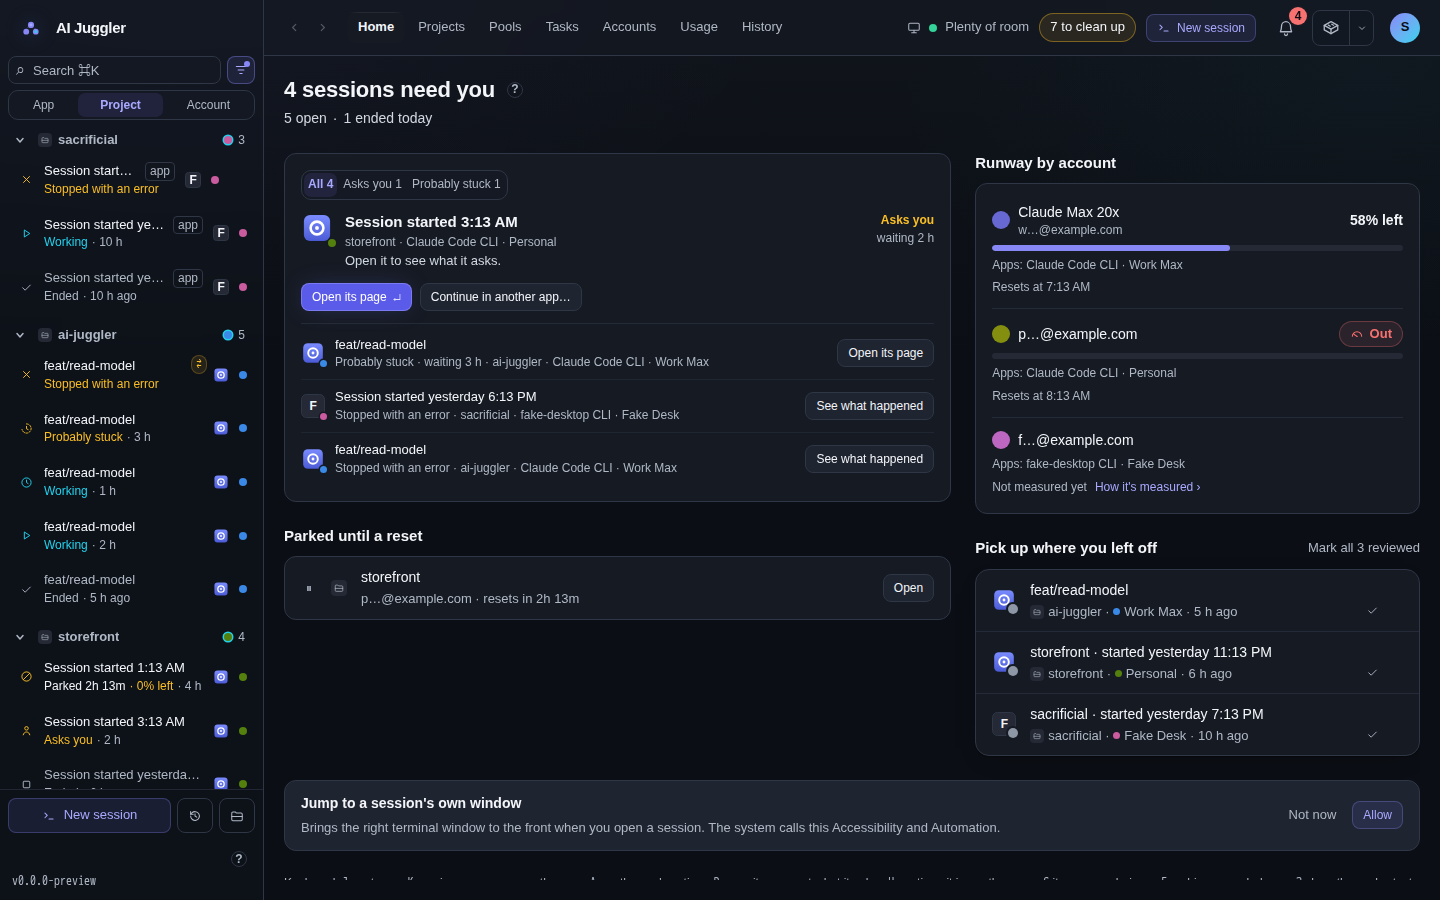 AI Juggler
Search ⌘K
App Project Account
sacrificial 3
Session start… app F
Stopped with an error
Session started ye… app F
Working · 10 h
Session started ye… app F
Ended · 10 h ago
ai-juggler 5
feat/read-model
Stopped with an error
feat/read-model
Probably stuck · 3 h
feat/read-model
Working · 1 h
feat/read-model
Working · 2 h
feat/read-model
Ended · 5 h ago
storefront 4
Session started 1:13 AM
Parked 2h 13m · 0% left · 4 h
Session started 3:13 AM
Asks you · 2 h
Session started yesterda…
New session
?
v0.0.0-preview
Home Projects Pools Tasks Accounts Usage History
Plenty of room 7 to clean up New session 4 S
4 sessions need you ?
5 open · 1 ended today
All 4 Asks you 1 Probably stuck 1
Session started 3:13 AM Asks you
storefront · Claude Code CLI · Personal waiting 2 h
Open it to see what it asks.
Open its page Continue in another app…
feat/read-model
Probably stuck · waiting 3 h · ai-juggler · Claude Code CLI · Work Max Open its page
F Session started yesterday 6:13 PM
Stopped with an error · sacrificial · fake-desktop CLI · Fake Desk See what happened
feat/read-model
Stopped with an error · ai-juggler · Claude Code CLI · Work Max See what happened
Parked until a reset
storefront
p…@example.com · resets in 2h 13m Open
Runway by account
Claude Max 20x 58% left
w…@example.com
Apps: Claude Code CLI · Work Max
Resets at 7:13 AM
p…@example.com Out
Apps: Claude Code CLI · Personal
Resets at 8:13 AM
f…@example.com
Apps: fake-desktop CLI · Fake Desk
Not measured yet How it's measured ›
Pick up where you left off Mark all 3 reviewed
feat/read-model
ai-juggler · Work Max · 5 h ago
storefront · started yesterday 11:13 PM
storefront · Personal · 6 h ago
F sacrificial · started yesterday 7:13 PM
sacrificial · Fake Desk · 10 h ago
Jump to a session's own window
Brings the right terminal window to the front when you open a session. The system calls this Accessibility and Automation.
Not now Allow